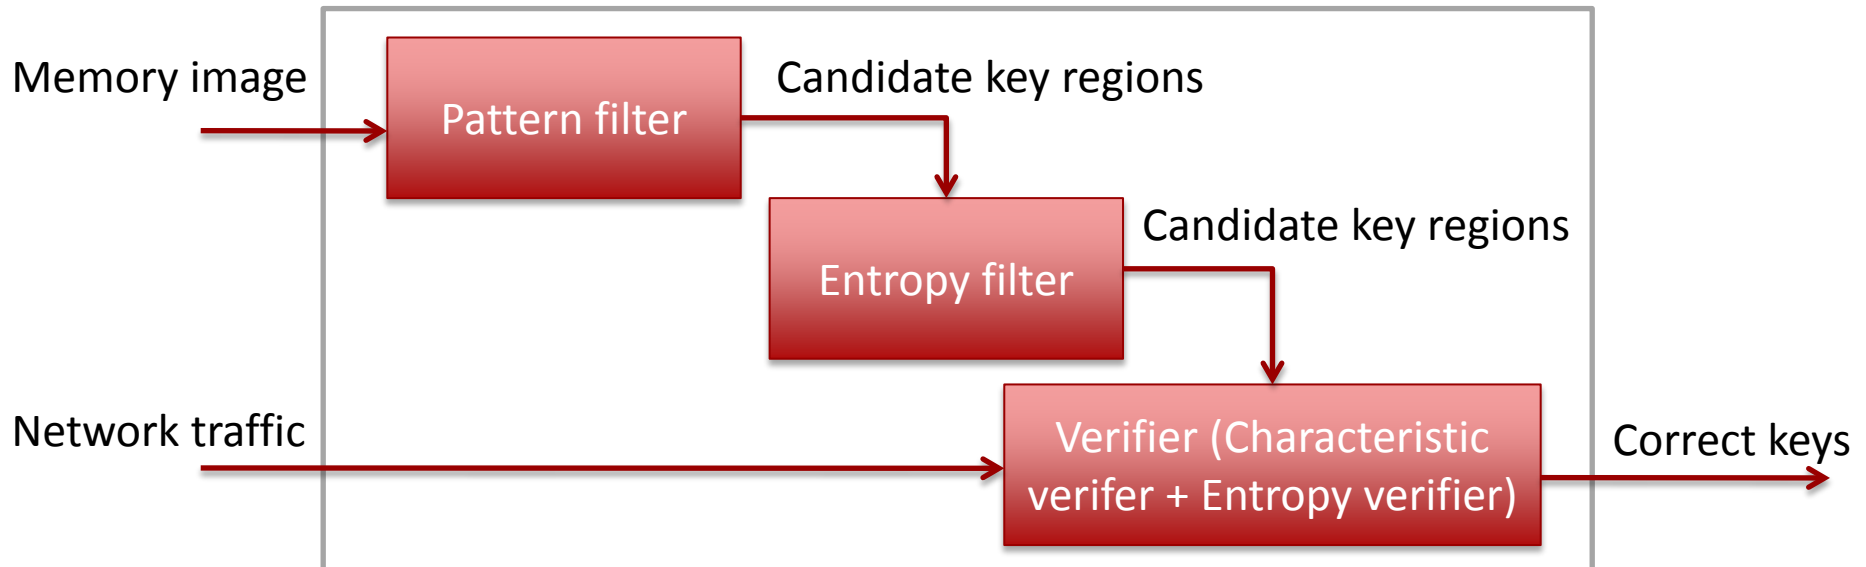 Memory image
Pattern filter
Candidate key regions
Entropy filter
Candidate key regions
Network traffic
Verifier (Characteristic
verifer + Entropy verifier)
Correct keys